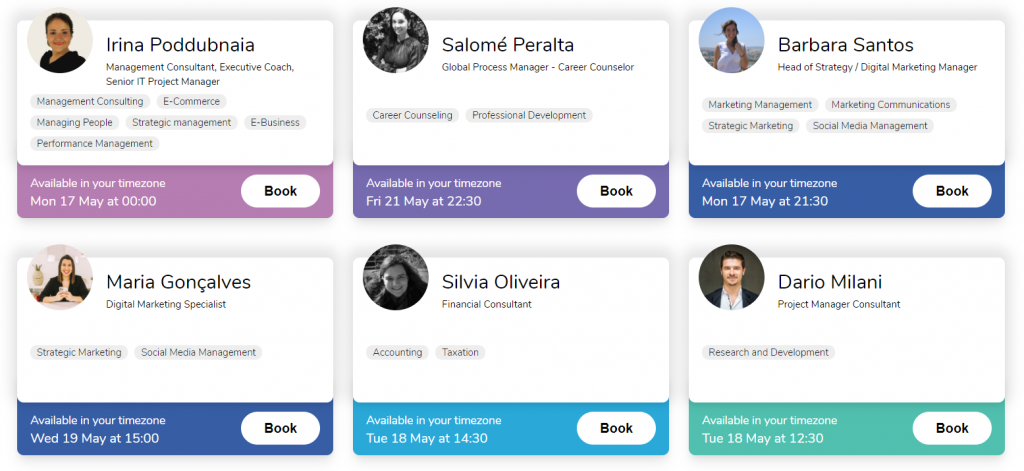 Irina Poddubnaia
Management Consultant, Executive Coach,
Senior IT Project Manager
Management Consulting
E-Commerce
Managing People
Strategic management
E-Business
Performance Management
Available in your timezone
Mon 17 May at 00:00
Book
Salomé Peralta
Global Process Manager - Career Counselor
Career Counseling
Professional Development
Available in your timezone
Fri 21 May at 22:30
Book
Barbara Santos
Head of Strategy / Digital Marketing Manager
Marketing Management
Marketing Communications
Strategic Marketing
Social Media Management
Available in your timezone
Mon 17 May at 21:30
Book
Maria Gonçalves
Digital Marketing Specialist
Strategic Marketing
Social Media Management
Available in your timezone
Wed 19 May at 15:00
Book
Silvia Oliveira
Financial Consultant
Accounting
Taxation
Available in your timezone
Tue 18 May at 14:30
Book
Dario Milani
Project Manager Consultant
Research and Development
Available in your timezone
Tue 18 May at 12:30
Book